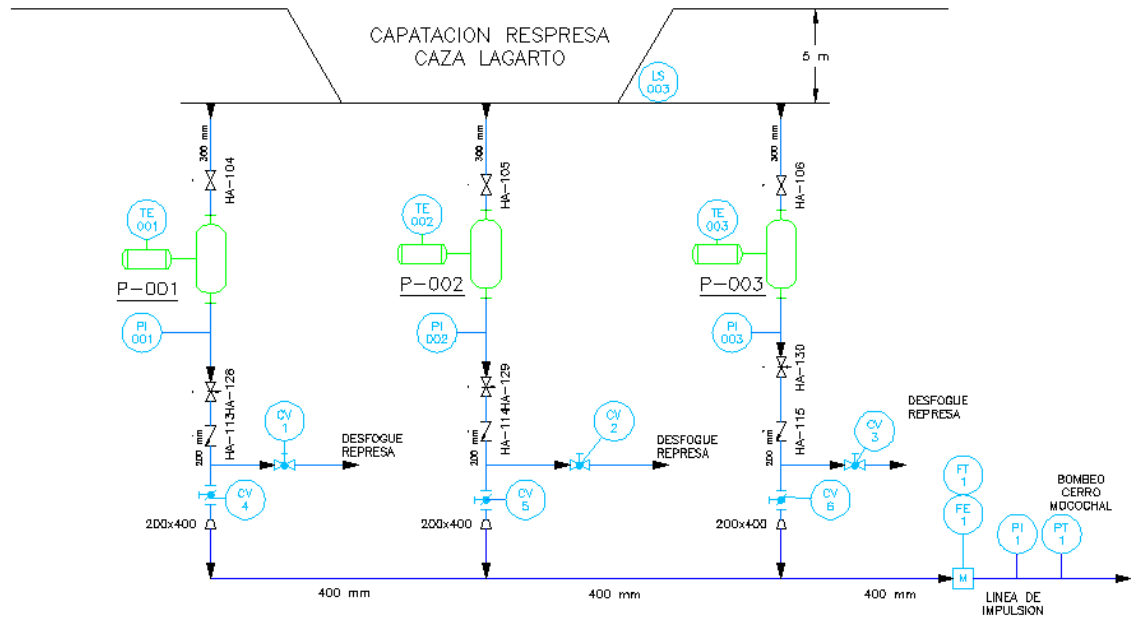 CAPATACION RESPRESA
CAZA LAGARTO
5 m
LS
003
300 mm
HA-104
300 mm
HA-105
300 mm
HA-106
TE
001
TE
002
TE
003
P-001
P-002
P-003
PI
001
PI
002
PI
003
HA-128
HA-129
HA-130
HA-113
HA-114
HA-115
200 mm
200 mm
200 mm
CV
1
DESFOGUE
REPRESA
CV
2
DESFOGUE
REPRESA
CV
3
DESFOGUE
REPRESA
CV
4
CV
5
CV
6
200x400
200x400
200x400
FT
1
FE
1
M
PI
1
PT
1
BOMBEO
CERRO
MOCOCHAL
400 mm
400 mm
400 mm
LINEA DE
IMPULSION